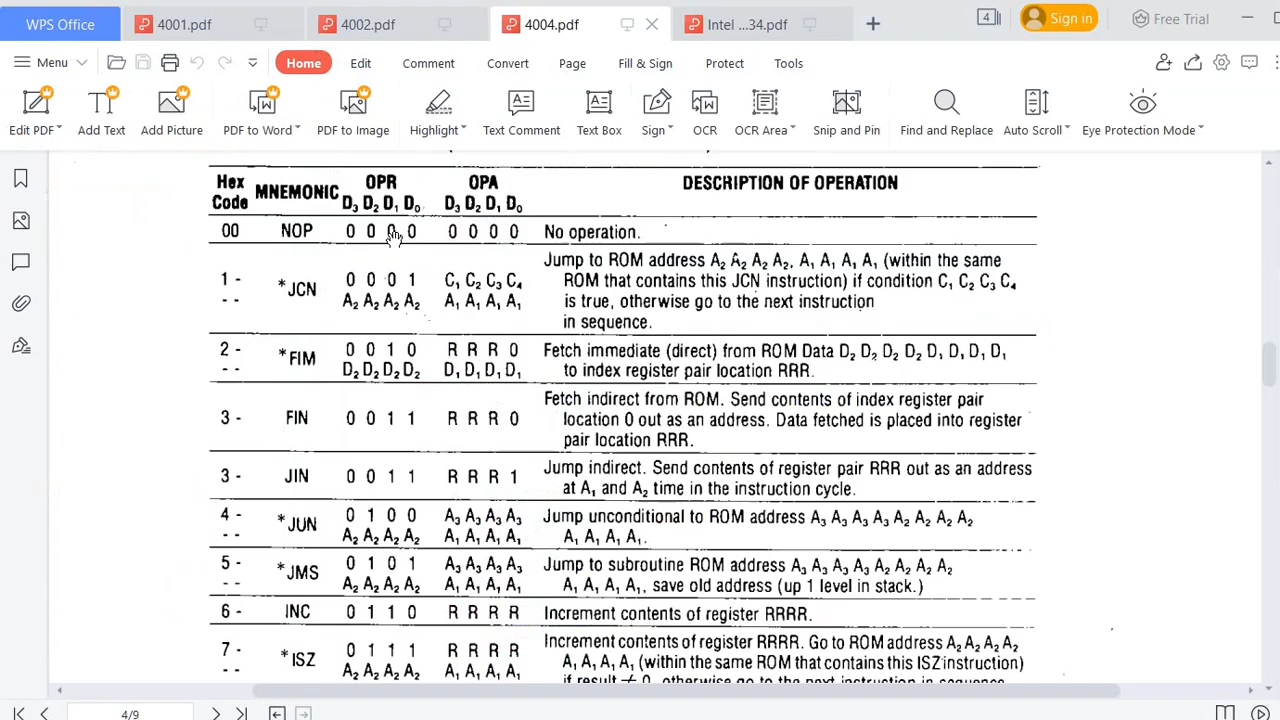 WPS Office 4001.pdf 4002.pdf 4004.pdf Intel ...34.pdf 4 Sign in Free Trial
Menu Home Edit Comment Convert Page Fill & Sign Protect Tools
Edit PDF Add Text Add Picture PDF to Word PDF to Image Highlight Text Comment Text Box Sign OCR OCR Area Snip and Pin Find and Replace Auto Scroll Eye Protection Mode
Hex Code MNEMONIC OPR D₃ D₂ D₁ D₀ OPA D₃ D₂ D₁ D₀ DESCRIPTION OF OPERATION
00 NOP 0 0 0 0 0 0 0 0 No operation.
Jump to ROM address A₂ A₂ A₂ A₂, A₁ A₁ A₁ A₁ (within the same
1 - *JCN 0 0 0 1 C₁ C₂ C₃ C₄ ROM that contains this JCN instruction) if condition C₁ C₂ C₃ C₄
- - A₂ A₂ A₂ A₂ A₁ A₁ A₁ A₁ is true, otherwise go to the next instruction
in sequence.
2 - *FIM 0 0 1 0 R R R 0 Fetch immediate (direct) from ROM Data D₂ D₂ D₂ D₂ D₁ D₁ D₁ D₁
- - D₂ D₂ D₂ D₂ D₁ D₁ D₁ D₁ to index register pair location RRR.
Fetch indirect from ROM. Send contents of index register pair
3 - FIN 0 0 1 1 R R R 0 location 0 out as an address. Data fetched is placed into register
pair location RRR.
3 - JIN 0 0 1 1 R R R 1 Jump indirect. Send contents of register pair RRR out as an address
at A₁ and A₂ time in the instruction cycle.
4 - *JUN 0 1 0 0 A₃ A₃ A₃ A₃ Jump unconditional to ROM address A₃ A₃ A₃ A₃ A₂ A₂ A₂ A₂
- - A₂ A₂ A₂ A₂ A₁ A₁ A₁ A₁ A₁ A₁ A₁ A₁.
5 - *JMS 0 1 0 1 A₃ A₃ A₃ A₃ Jump to subroutine ROM address A₃ A₃ A₃ A₃ A₂ A₂ A₂ A₂
- - A₂ A₂ A₂ A₂ A₁ A₁ A₁ A₁ A₁ A₁ A₁ A₁, save old address (up 1 level in stack.)
6 - INC 0 1 1 0 R R R R Increment contents of register RRRR.
7 - *ISZ 0 1 1 1 R R R R Increment contents of register RRRR. Go to ROM address A₂ A₂ A₂ A₂
- - A₂ A₂ A₂ A₂ A₁ A₁ A₁ A₁ A₁ A₁ A₁ A₁ (within the same ROM that contains this ISZ instruction)
if result ≠ 0, otherwise go to the next instruction in sequence
4/9